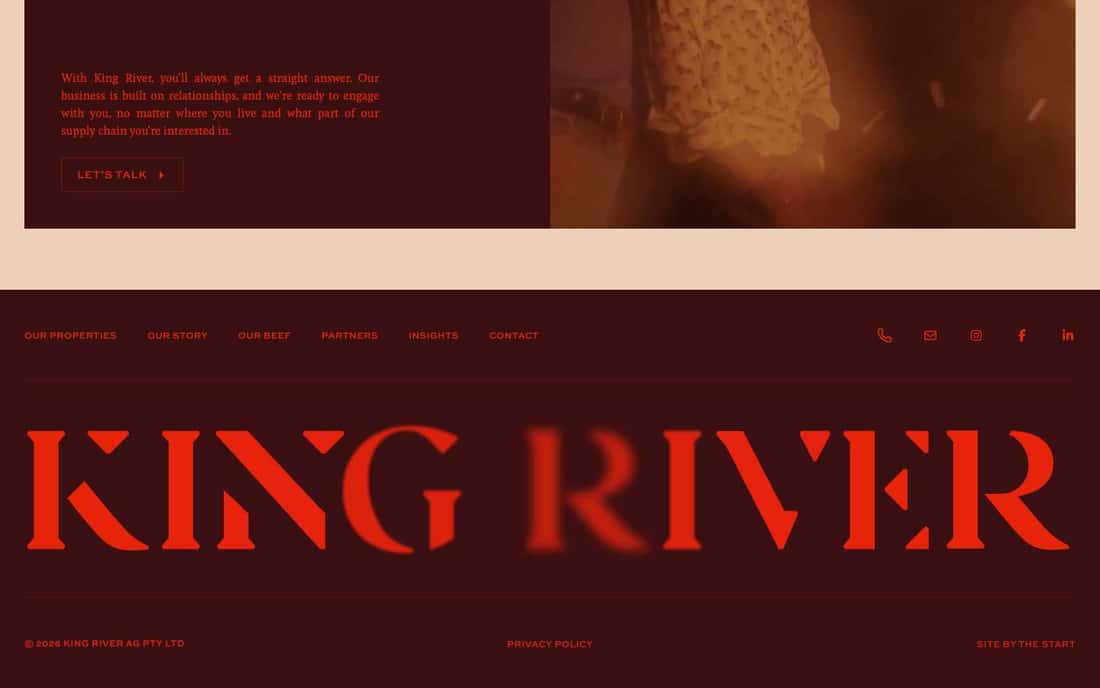 With King River, you'll always get a straight answer. Our
business is built on relationships, and we're ready to engage
with you, no matter where you live and what part of our
supply chain you're interested in.
LET'S TALK
OUR PROPERTIES OUR STORY OUR BEEF PARTNERS INSIGHTS CONTACT
KING RIVER
© 2026 KING RIVER AG PTY LTD PRIVACY POLICY SITE BY THE START